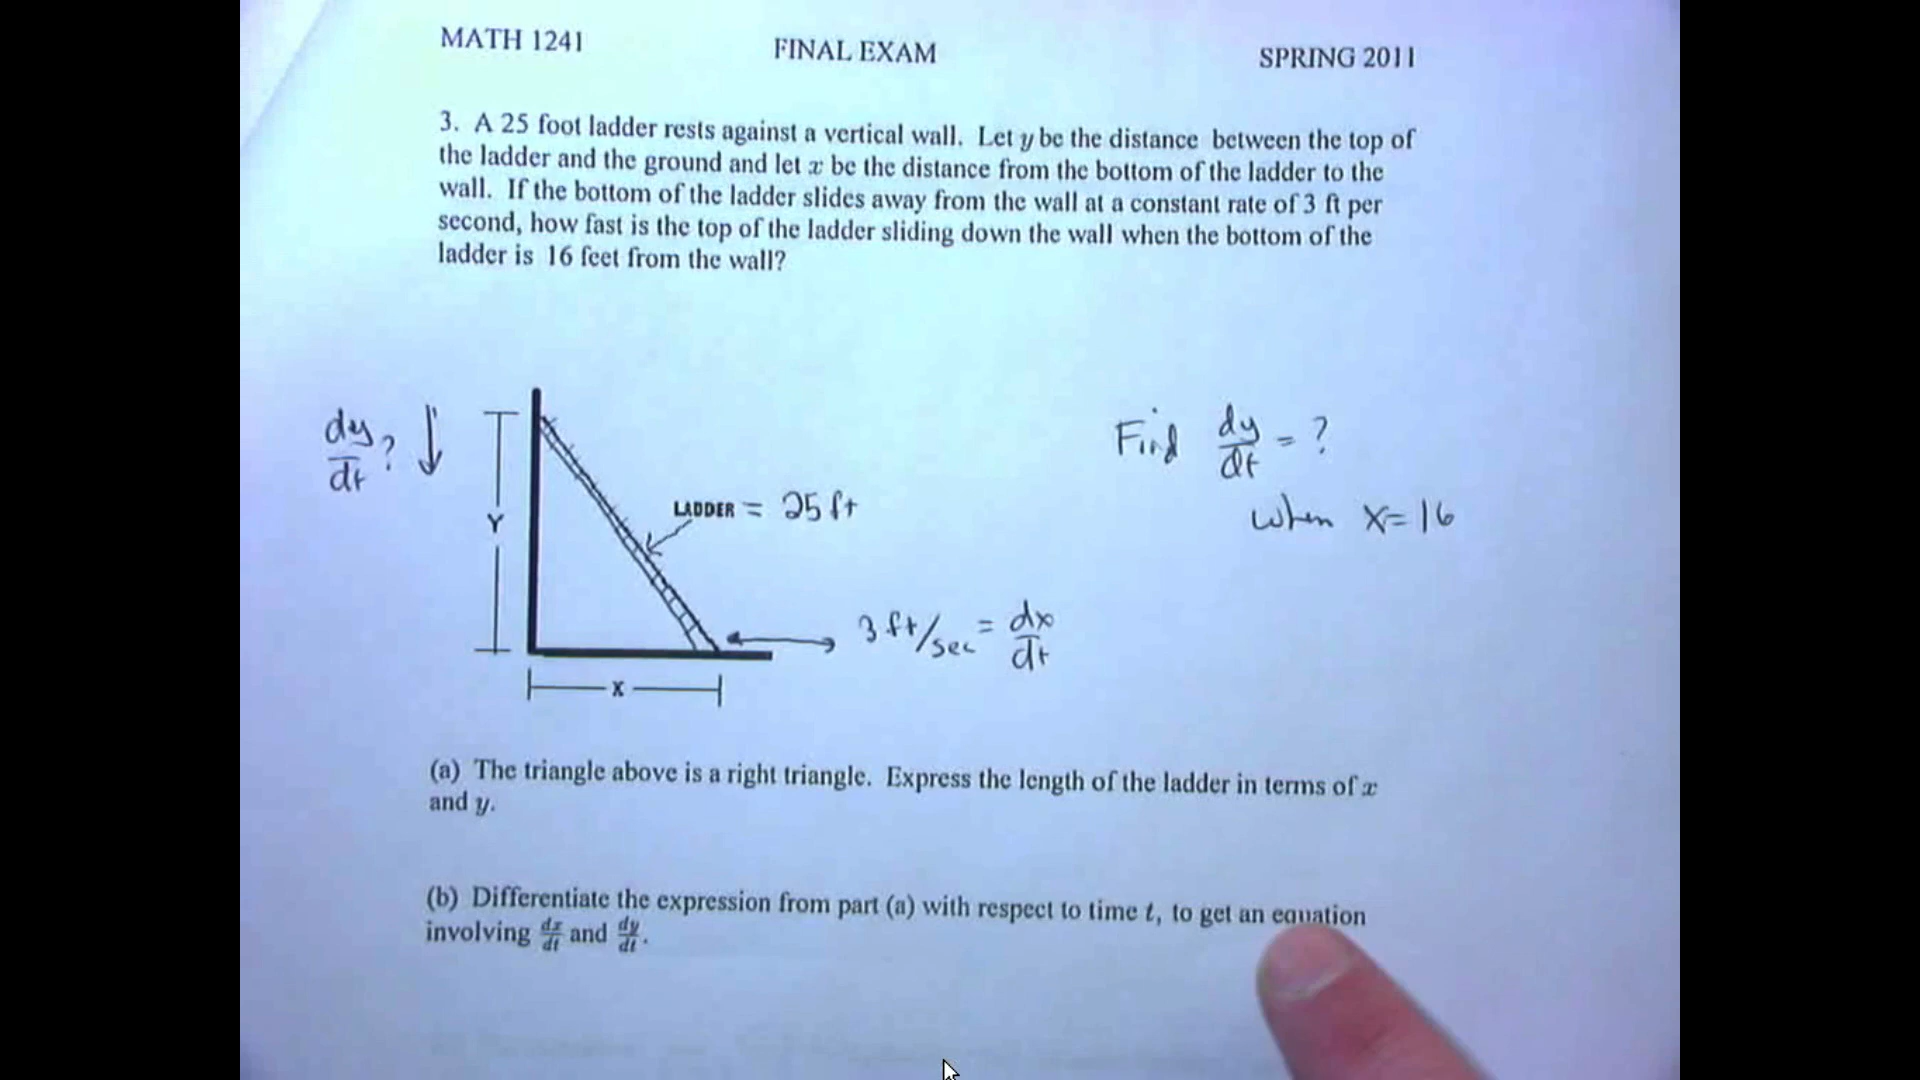 MATH 1241 FINAL EXAM SPRING 2011
3. A 25 foot ladder rests against a vertical wall. Let y be the distance between the top of
the ladder and the ground and let x be the distance from the bottom of the ladder to the
wall. If the bottom of the ladder slides away from the wall at a constant rate of 3 ft per
second, how fast is the top of the ladder sliding down the wall when the bottom of the
ladder is 16 feet from the wall?
dy/dt ?
Find dy/dt = ?
when x = 16
LADDER = 25 ft
Y
3 ft/sec = dx/dt
x
(a) The triangle above is a right triangle. Express the length of the ladder in terms of x
and y.
(b) Differentiate the expression from part (a) with respect to time t, to get an equation
involving dx/dt and dy/dt.